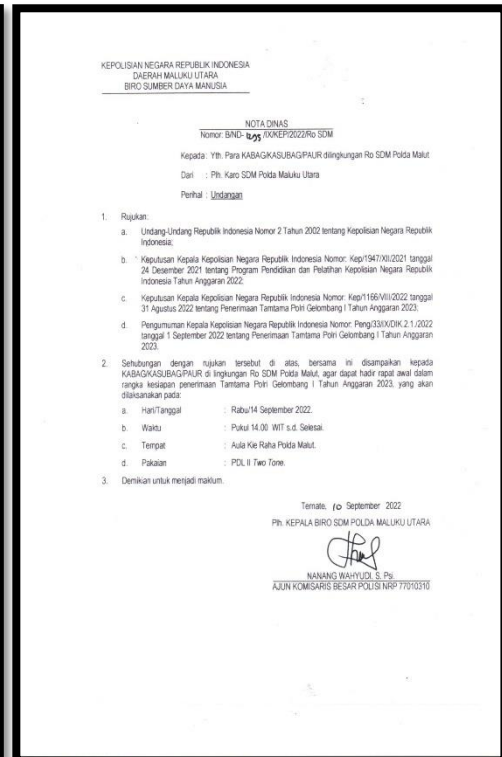 KEPOLISIAN NEGARA REPUBLIK INDONESIA
DAERAH MALUKU UTARA
BIRO SUMBER DAYA MANUSIA
NOTA DINAS
Nomor: B/ND- /IX/KEP/2022/Ro SDM
Kepada : Yth. Para KABAG/KASUBAG/PAUR dilingkungan Ro SDM Polda Malut
Dari : Plh. Karo SDM Polda Maluku Utara
Perihal : Undangan
1. Rujukan:
a. Undang-Undang Republik Indonesia Nomor 2 Tahun 2002 tentang Kepolisian Negara Republik
Indonesia;
b. Keputusan Kepala Kepolisian Negara Republik Indonesia Nomor: Kep/1947/XII/2021 tanggal
24 Desember 2021 tentang Program Pendidikan dan Pelatihan Kepolisian Negara Republik
Indonesia Tahun Anggaran 2022;
c. Keputusan Kepala Kepolisian Negara Republik Indonesia Nomor: Kep/1166/VIII/2022 tanggal
31 Agustus 2022 tentang Penerimaan Tamtama Polri Gelombang I Tahun Anggaran 2023;
d. Pengumuman Kepala Kepolisian Negara Republik Indonesia Nomor: Peng/33/IX/DIK.2.1./2022
tanggal 1 September 2022 tentang Penerimaan Tamtama Polri Gelombang I Tahun Anggaran
2023.
2. Sehubungan dengan rujukan tersebut di atas, bersama ini disampaikan kepada
KABAG/KASUBAG/PAUR di lingkungan Ro SDM Polda Malut, agar dapat hadir rapat awal dalam
rangka kesiapan penerimaan Tamtama Polri Gelombang I Tahun Anggaran 2023, yang akan
dilaksanakan pada:
a. Hari/Tanggal : Rabu/14 September 2022.
b. Waktu : Pukul 14.00 WIT s.d. Selesai.
c. Tempat : Aula Kie Raha Polda Malut.
d. Pakaian : PDL II Two Tone.
3. Demikian untuk menjadi maklum.
Ternate, 10 September 2022
Plh. KEPALA BIRO SDM POLDA MALUKU UTARA
NANANG WAHYUDI, S. Psi.
AJUN KOMISARIS BESAR POLISI NRP 77010310